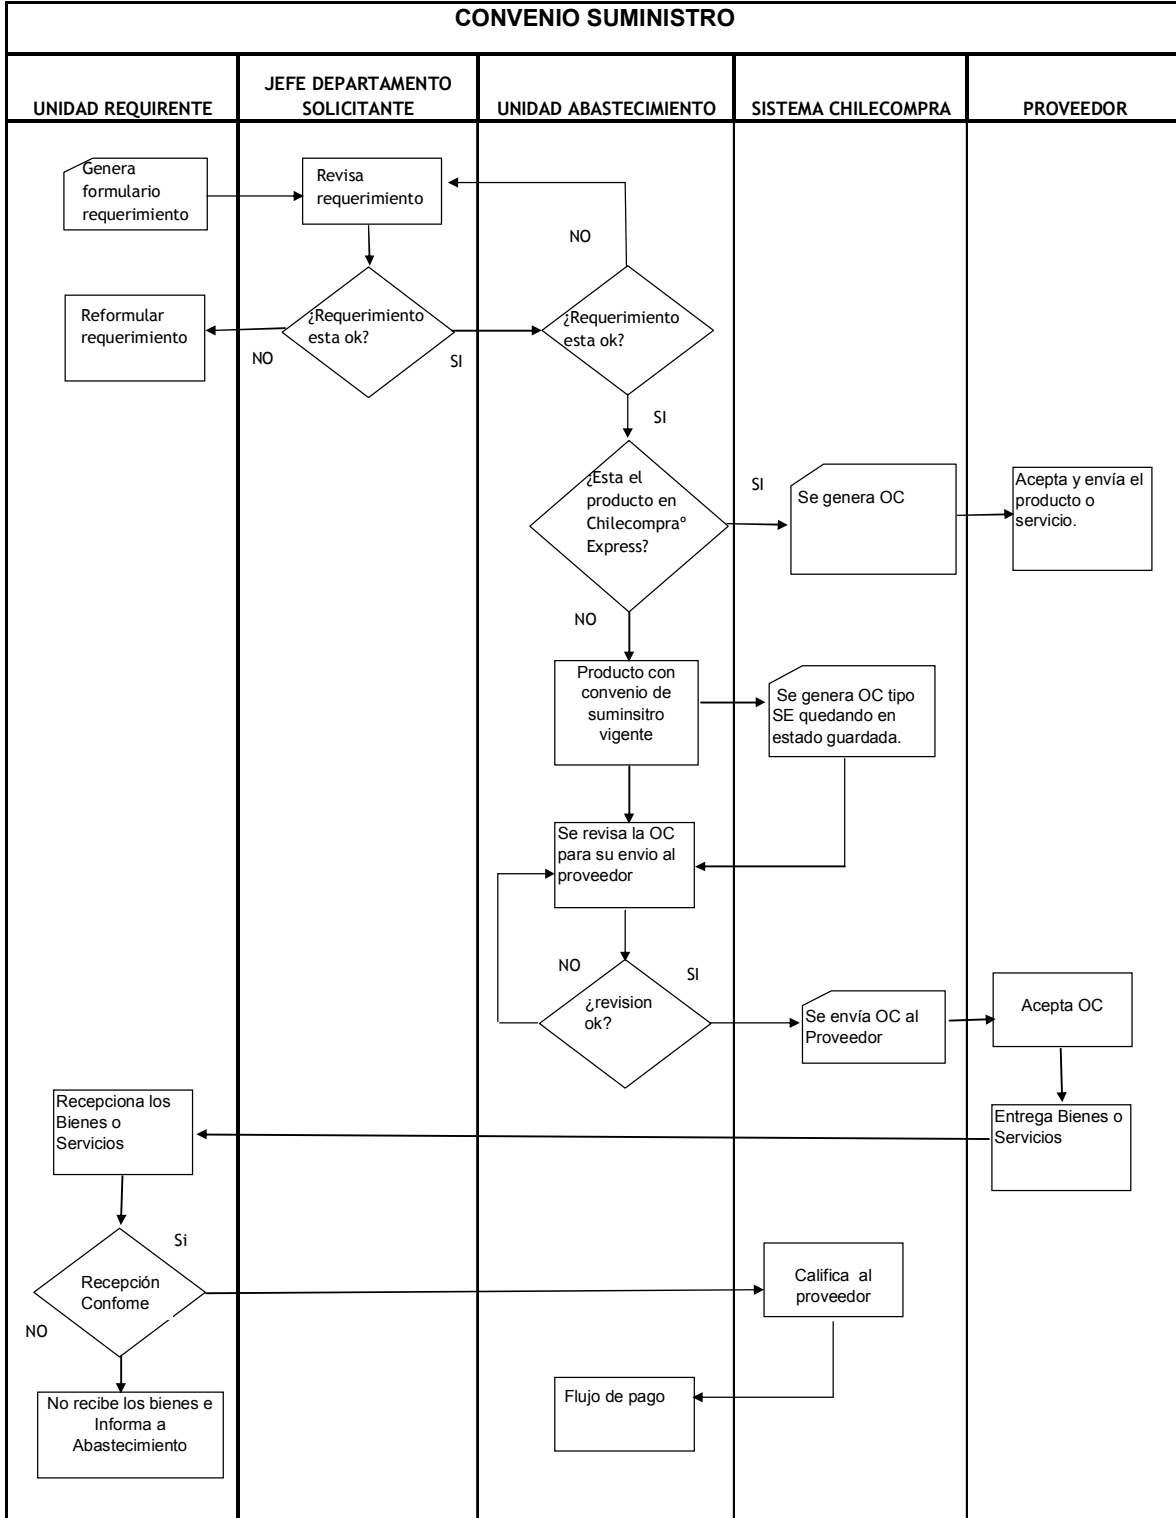 CONVENIO SUMINISTRO
UNIDAD REQUIRENTE
JEFE DEPARTAMENTO
SOLICITANTE
UNIDAD ABASTECIMIENTO
SISTEMA CHILECOMPRA
PROVEEDOR
Genera
formulario
requerimiento
Revisa
requerimiento
NO
Reformular
requerimiento
NO
¿Requerimiento
esta ok?
SI
¿Requerimiento
esta ok?
SI
¿Esta el
producto en
Chilecompraº
Express?
SI
Se genera OC
Acepta y envía el
producto o
servicio.
NO
Producto con
convenio de
suminsitro
vigente
Se genera OC tipo
SE quedando en
estado guardada.
Se revisa la OC
para su envio al
proveedor
NO
SI
¿revision
ok?
Se envía OC al
Proveedor
Acepta OC
Recepciona los
Bienes o
Servicios
Entrega Bienes o
Servicios
Si
Recepción
Confome
NO
Califica al
proveedor
No recibe los bienes e
Informa a
Abastecimiento
Flujo de pago